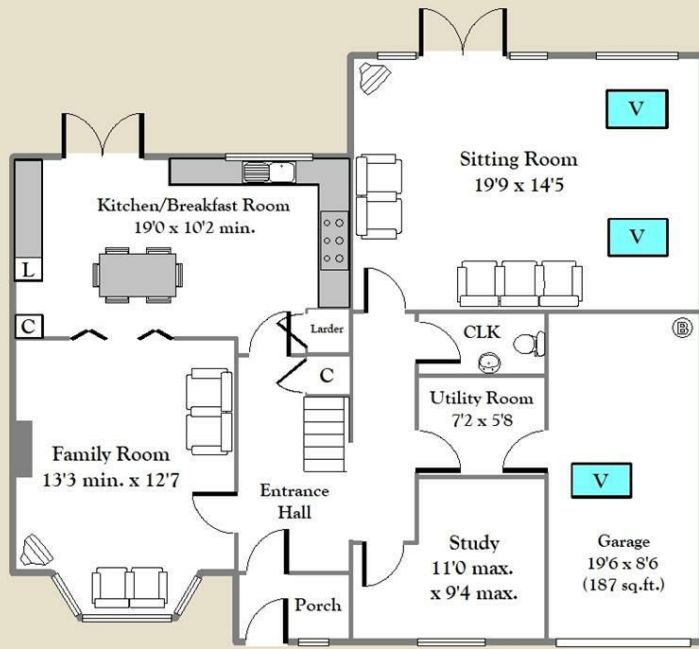 V
Sitting Room
19'9 x 14'5
V
Kitchen/Breakfast Room
19'0 x 10'2 min.
L
C
Larder
CLK
B
C
Utility Room
7'2 x 5'8
Family Room
13'3 min. x 12'7
V
Entrance
Hall
Study
11'0 max.
x 9'4 max.
Garage
19'6 x 8'6
(187 sq.ft.)
Porch